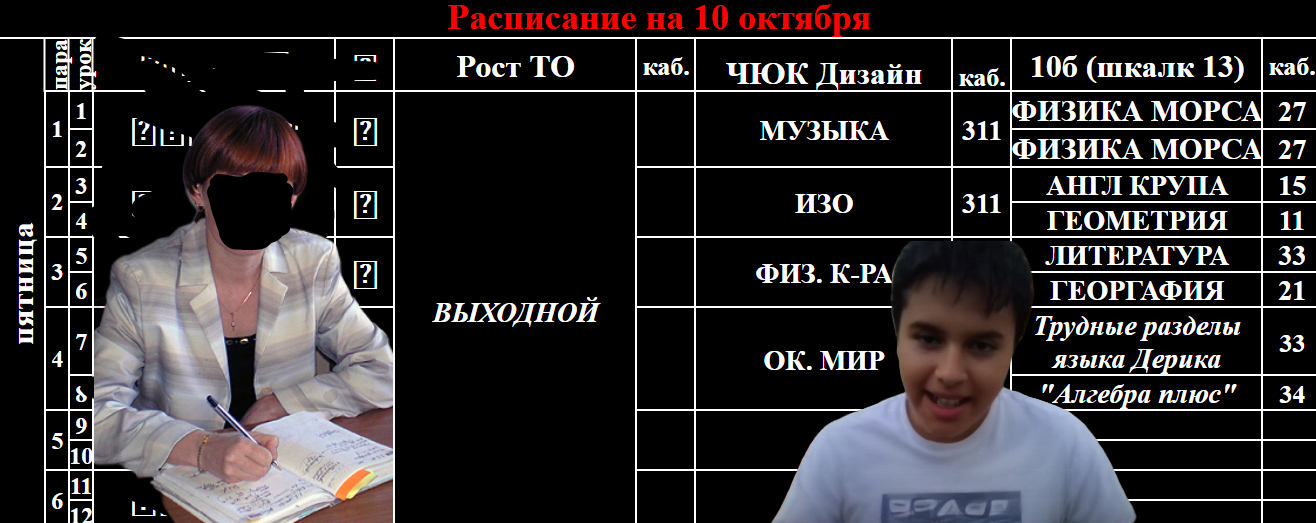 Расписание на 10 октября
пара
урок
Рост ТО
каб.
ЧЮК Дизайн
каб.
10б (шкалк 13)
каб.
пятница
1
1
МУЗЫКА
311
ФИЗИКА МОРСА
27
2
ФИЗИКА МОРСА
27
2
3
ИЗО
311
АНГЛ КРУПА
15
4
ГЕОМЕТРИЯ
11
3
5
ФИЗ. К-РА
ЛИТЕРАТУРА
33
6
ГЕОРГАФИЯ
21
ВЫХОДНОЙ
4
7
ОК. МИР
Трудные разделы
языка Дерика
33
8
"Алгебра плюс"
34
5
9
10
6
11
12